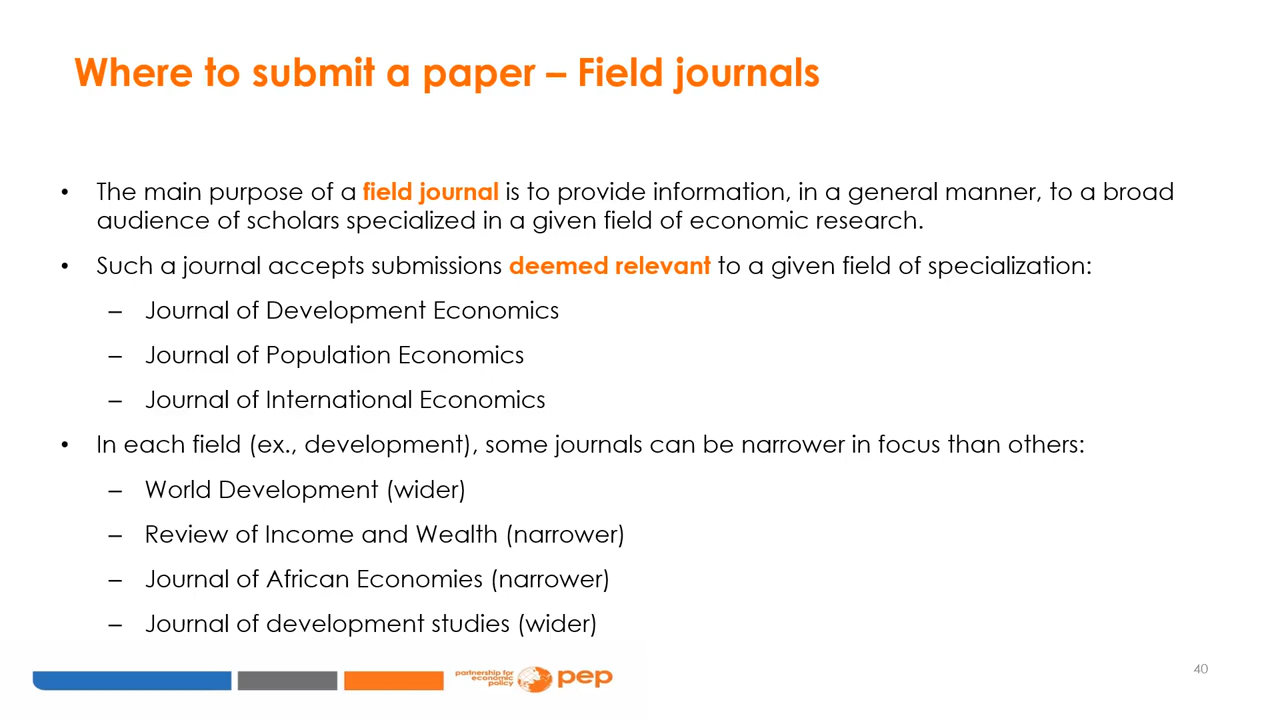 Where to submit a paper – Field journals
• The main purpose of a field journal is to provide information, in a general manner, to a broad
audience of scholars specialized in a given field of economic research.
• Such a journal accepts submissions deemed relevant to a given field of specialization:
– Journal of Development Economics
– Journal of Population Economics
– Journal of International Economics
• In each field (ex., development), some journals can be narrower in focus than others:
– World Development (wider)
– Review of Income and Wealth (narrower)
– Journal of African Economies (narrower)
– Journal of development studies (wider)
partnership for
economic
policy
pep
40